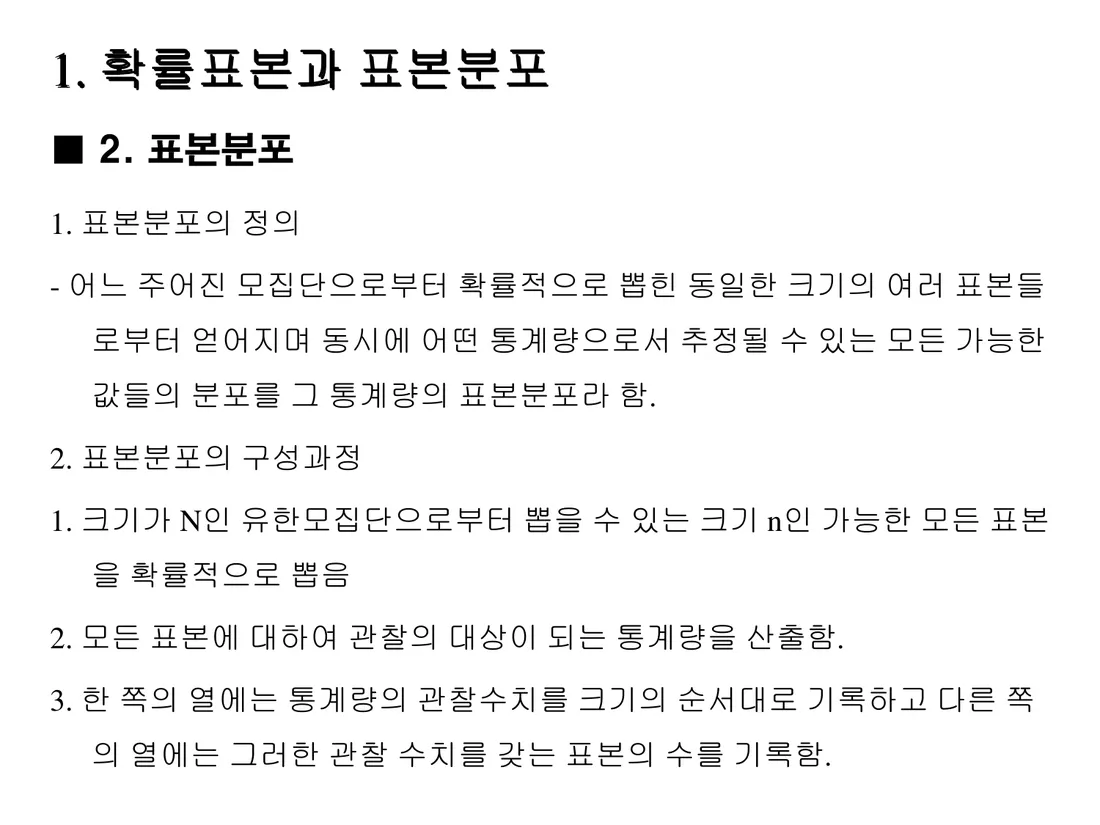 1. 확률표본과 표본분포
■ 2. 표본분포
1. 표본분포의 정의
- 어느 주어진 모집단으로부터 확률적으로 뽑힌 동일한 크기의 여러 표본들
로부터 얻어지며 동시에 어떤 통계량으로서 추정될 수 있는 모든 가능한
값들의 분포를 그 통계량의 표본분포라 함.
2. 표본분포의 구성과정
1. 크기가 N인 유한모집단으로부터 뽑을 수 있는 크기 n인 가능한 모든 표본
을 확률적으로 뽑음
2. 모든 표본에 대하여 관찰의 대상이 되는 통계량을 산출함.
3. 한 쪽의 열에는 통계량의 관찰수치를 크기의 순서대로 기록하고 다른 쪽
의 열에는 그러한 관찰 수치를 갖는 표본의 수를 기록함.